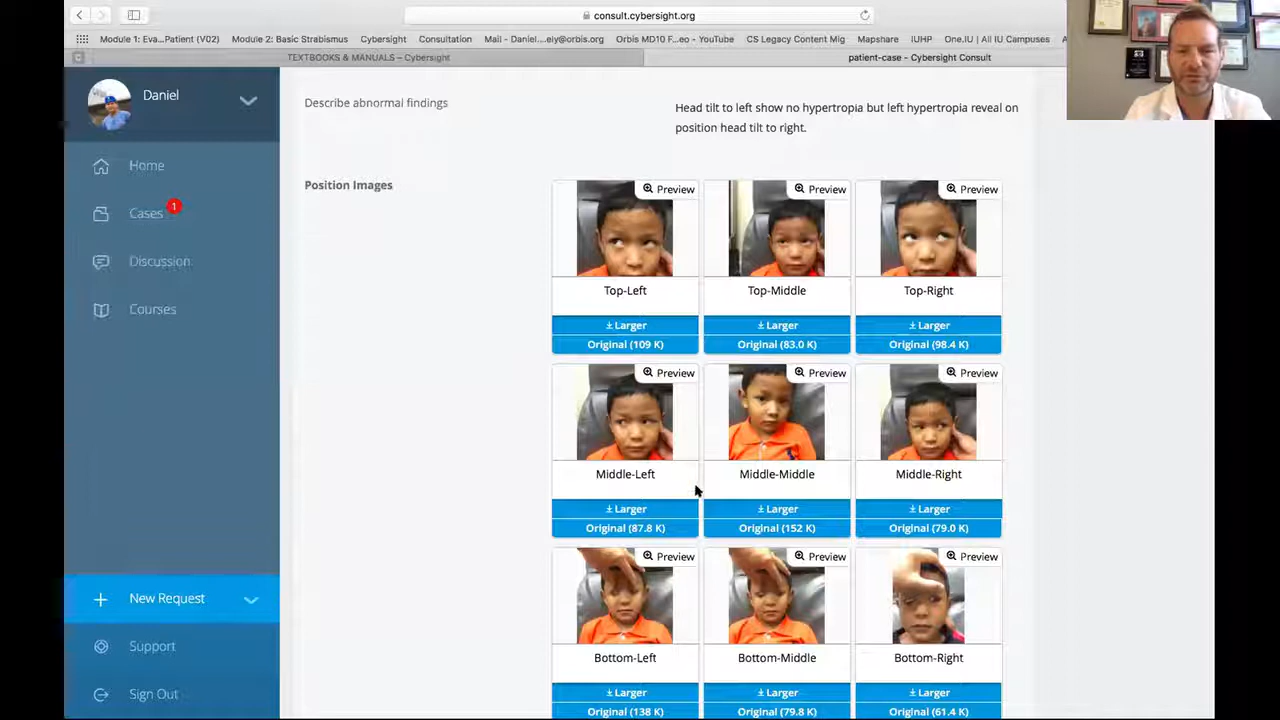 consult.cybersight.org
Module 1: Eva...Patient (V02)
Module 2: Basic Strabismus
Cybersight
Consultation
Mail - Daniel....ely@orbis.org
Orbis MD10 F...eo - YouTube
CS Legacy Content Mig
Mapshare
IUHP
One.IU | All IU Campuses
TEXTBOOKS & MANUALS – Cybersight
patient-case - Cybersight Consult
Daniel
Home
Cases 1
Discussion
Courses
New Request
Support
Sign Out
Describe abnormal findings
Head tilt to left show no hypertropia but left hypertropia reveal on
position head tilt to right.
Position Images
Preview Preview Preview
Top-Left Top-Middle Top-Right
Larger Larger Larger
Original (109 K) Original (83.0 K) Original (98.4 K)
Preview Preview Preview
Middle-Left Middle-Middle Middle-Right
Larger Larger Larger
Original (87.8 K) Original (152 K) Original (79.0 K)
Preview Preview Preview
Bottom-Left Bottom-Middle Bottom-Right
Larger Larger Larger
Original (138 K) Original (79.8 K) Original (61.4 K)